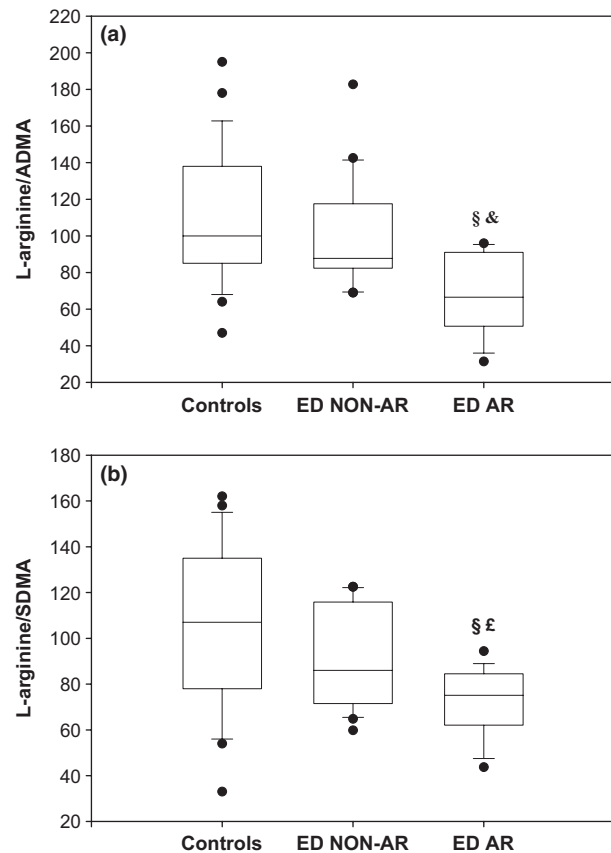 (a)
L-arginine/ADMA
220
200
180
160
140
120
100
80
60
40
20
§ &
Controls
ED NON-AR
ED AR
(b)
L-arginine/SDMA
180
160
140
120
100
80
60
40
20
§ £
Controls
ED NON-AR
ED AR